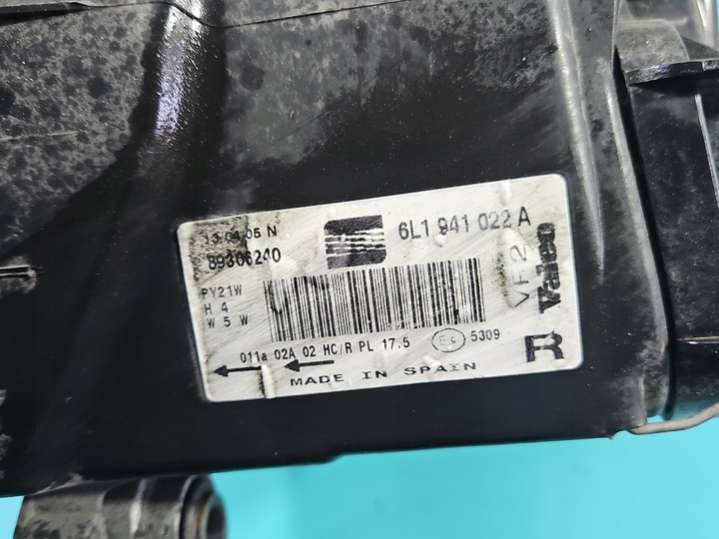 13.01.05 N
6L1 941 022 A
89306240
PY21W
H 4
W 5 W
VF2
Valeo
011a 02A 02 HC/R PL 17.5
5309
R
MADE IN SPAIN